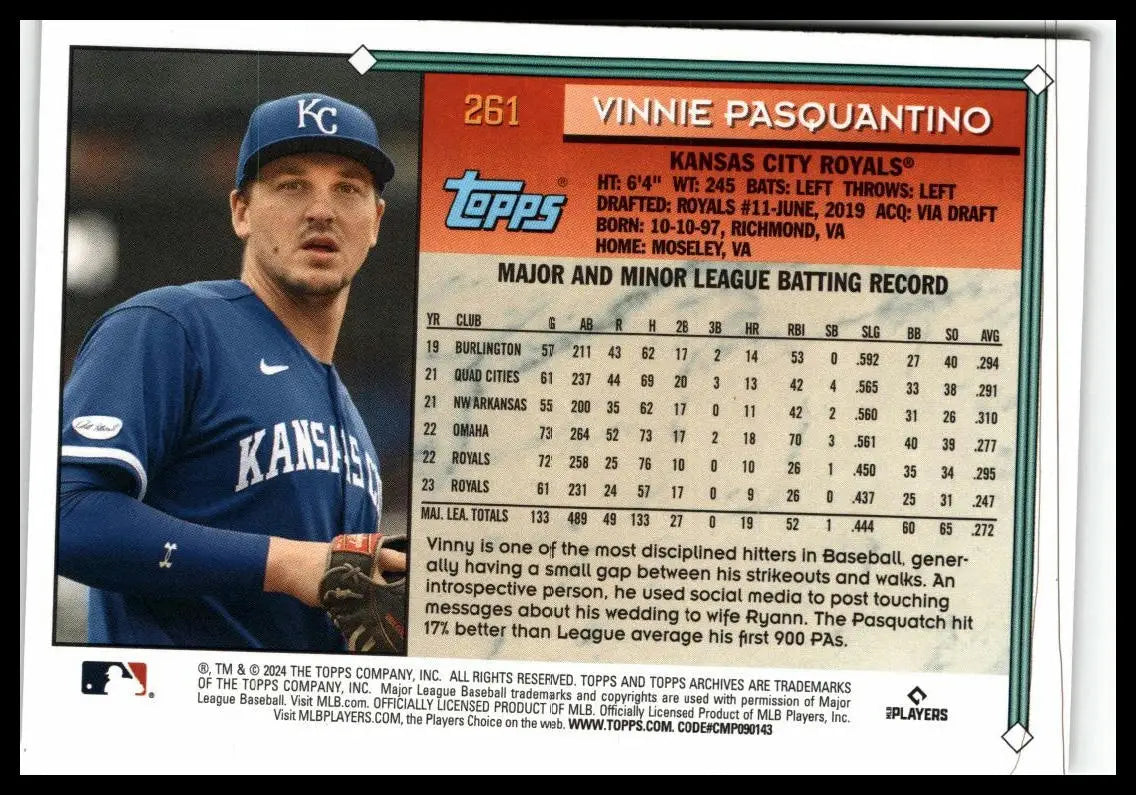 261
VINNIE PASQUANTINO
KC
KANSAS CITY ROYALS®
Topps®
HT: 6'4" WT: 245 BATS: LEFT THROWS: LEFT
DRAFTED: ROYALS #11-JUNE, 2019 ACQ: VIA DRAFT
BORN: 10-10-97, RICHMOND, VA
HOME: MOSELEY, VA
MAJOR AND MINOR LEAGUE BATTING RECORD
YR CLUB G AB R H 2B 3B HR RBI SB SLG BB SO AVG
19 BURLINGTON 57 211 43 62 17 2 14 53 0 .592 27 40 .294
21 QUAD CITIES 61 237 44 69 20 3 13 42 4 .565 33 38 .291
21 NW ARKANSAS 55 200 35 62 17 0 11 42 2 .560 31 26 .310
22 OMAHA 73 264 52 73 17 2 18 70 3 .561 40 39 .277
22 ROYALS 72 258 25 76 10 0 10 26 1 .450 35 34 .295
23 ROYALS 61 231 24 57 17 0 9 26 0 .437 25 31 .247
MAJ. LEA. TOTALS 133 489 49 133 27 0 19 52 1 .444 60 65 .272
KANSAS C
Vinny is one of the most disciplined hitters in Baseball, gener-
ally having a small gap between his strikeouts and walks. An
introspective person, he used social media to post touching
messages about his wedding to wife Ryann. The Pasquatch hit
17% better than League average his first 900 PAs.
®, TM & © 2024 THE TOPPS COMPANY, INC. ALL RIGHTS RESERVED. TOPPS AND TOPPS ARCHIVES ARE TRADEMARKS
OF THE TOPPS COMPANY, INC. Major League Baseball trademarks and copyrights are used with permission of Major
League Baseball. Visit MLB.com. OFFICIALLY LICENSED PRODUCT OF MLB. Officially Licensed Product of MLB Players, Inc.
Visit MLBPLAYERS.COM, the Players Choice on the web. WWW.TOPPS.COM. CODE#CMP090143
MLB PLAYERS